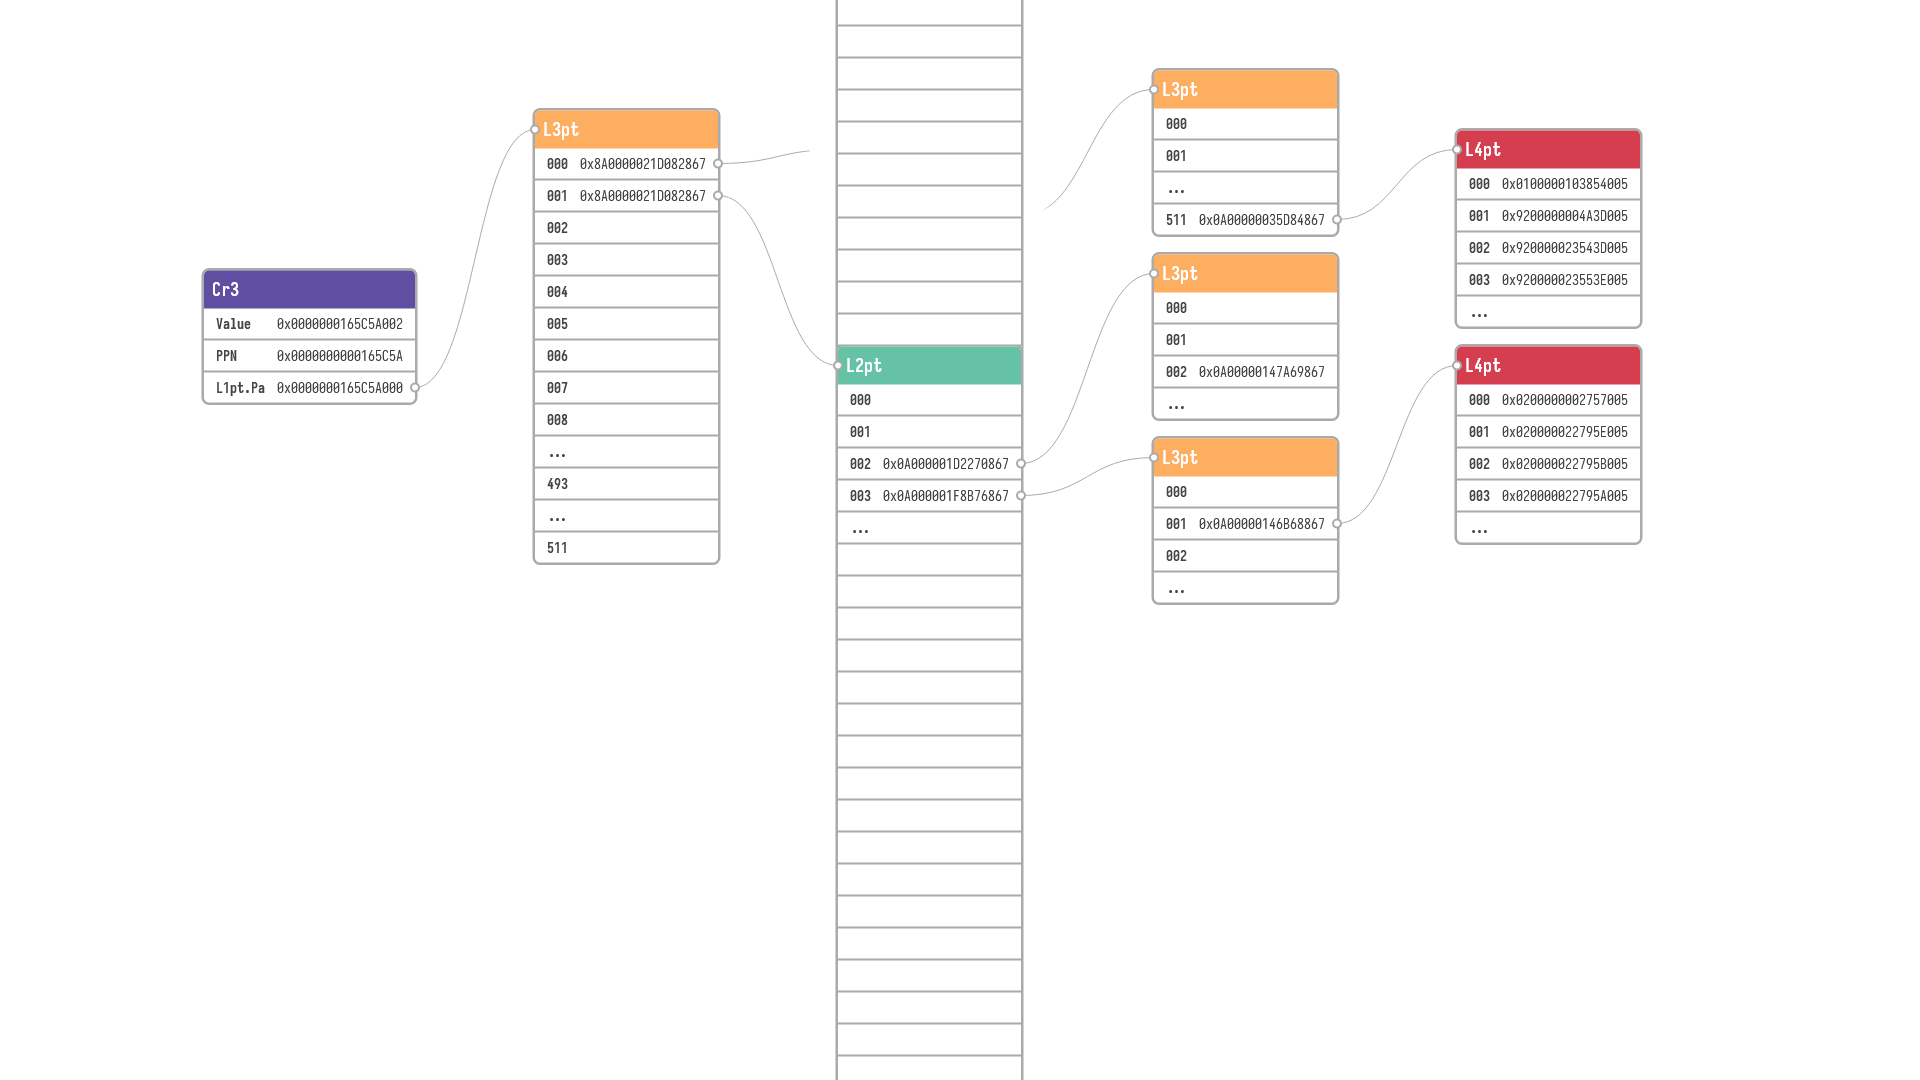 Cr3
Value 0x0000000165C5A002
PPN 0x0000000000165C5A
L1pt.Pa 0x0000000165C5A000
L3pt
000 0x8A0000021D082867
001 0x8A0000021D082867
002
003
004
005
006
007
008
...
493
...
511
L2pt
000
001
002 0x0A000001D2270867
003 0x0A000001F8B76867
...
L3pt
000
001
...
511 0x0A00000035D84867
L3pt
000
001
002 0x0A00000147A69867
...
L3pt
000
001 0x0A00000146B68867
002
...
L4pt
000 0x0100000103854005
001 0x9200000004A3D005
002 0x920000023543D005
003 0x920000023553E005
...
L4pt
000 0x0200000002757005
001 0x020000022795E005
002 0x020000022795B005
003 0x020000022795A005
...